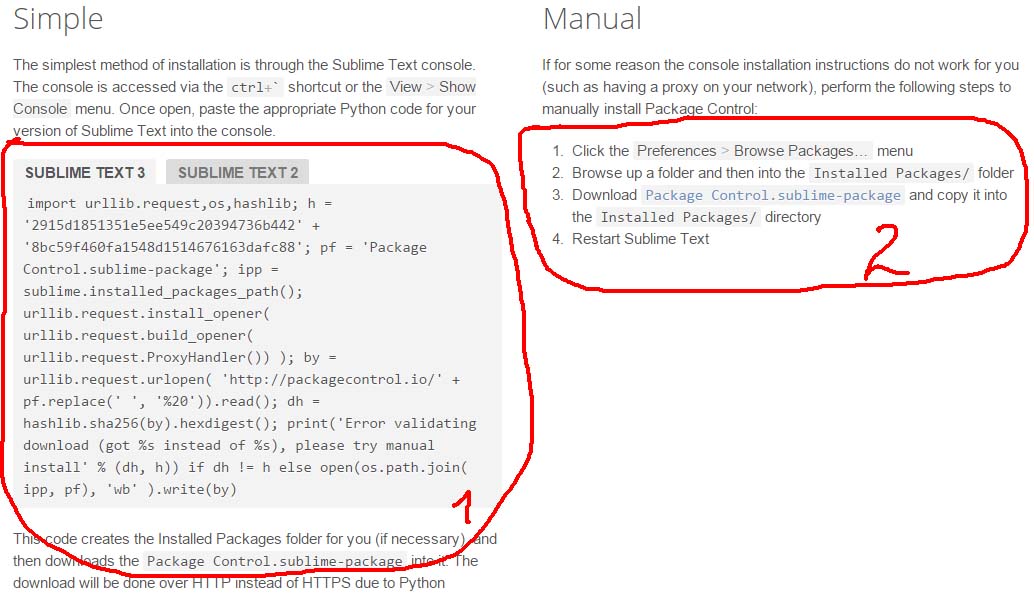 Simple
The simplest method of installation is through the Sublime Text console.
The console is accessed via the ctrl+` shortcut or the View > Show
Console menu. Once open, paste the appropriate Python code for your
version of Sublime Text into the console.
SUBLIME TEXT 3 SUBLIME TEXT 2
import urllib.request,os,hashlib; h =
'2915d1851351e5ee549c20394736b442' +
'8bc59f460fa1548d1514676163dafc88'; pf = 'Package
Control.sublime-package'; ipp =
sublime.installed_packages_path();
urllib.request.install_opener(
urllib.request.build_opener(
urllib.request.ProxyHandler()) ); by =
urllib.request.urlopen( 'http://packagecontrol.io/' +
pf.replace(' ', '%20')).read(); dh =
hashlib.sha256(by).hexdigest(); print('Error validating
download (got %s instead of %s), please try manual
install' % (dh, h)) if dh != h else open(os.path.join(
ipp, pf), 'wb' ).write(by)
1
This code creates the Installed Packages folder for you (if necessary), and
then downloads the Package Control.sublime-package into it. The
download will be done over HTTP instead of HTTPS due to Python
Manual
If for some reason the console installation instructions do not work for you
(such as having a proxy on your network), perform the following steps to
manually install Package Control:
1. Click the Preferences > Browse Packages… menu
2. Browse up a folder and then into the Installed Packages/ folder
3. Download Package Control.sublime-package and copy it into
the Installed Packages/ directory
4. Restart Sublime Text
2